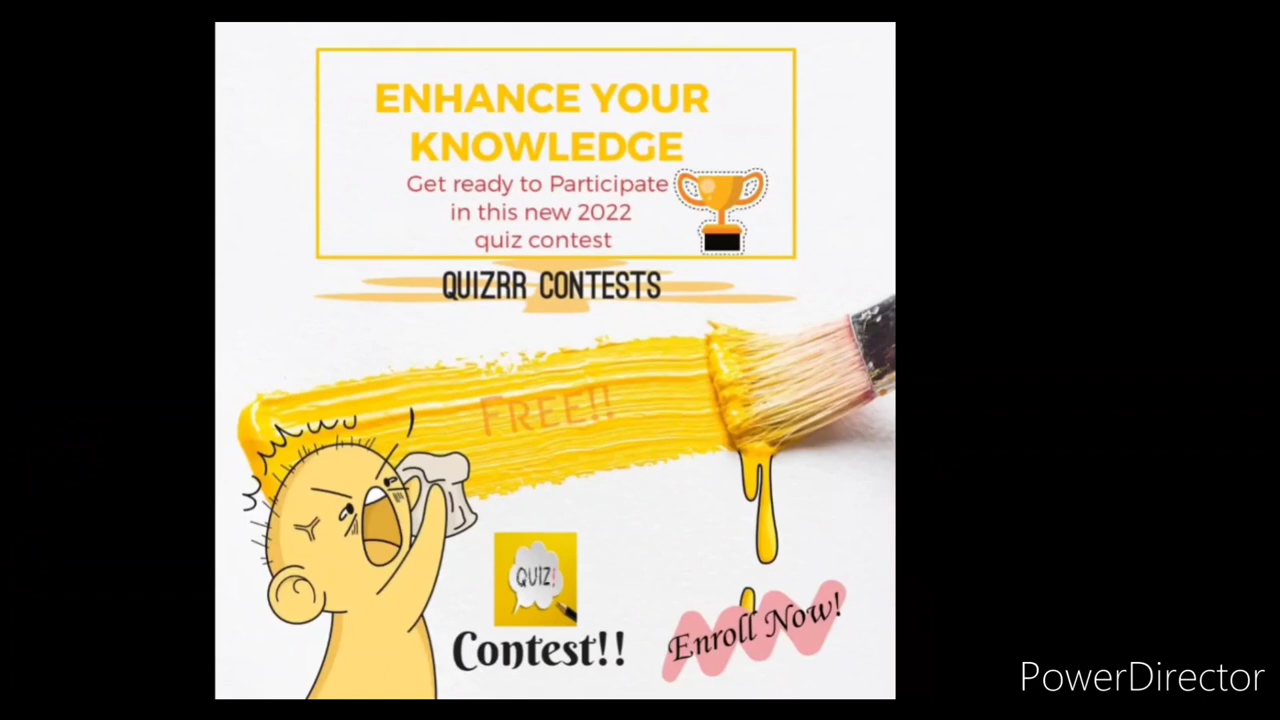 ENHANCE YOUR
KNOWLEDGE
Get ready to Participate
in this new 2022
quiz contest
QUIZRR CONTESTS
FREE!!
QUIZ!
Contest!!
Enroll Now!
PowerDirector